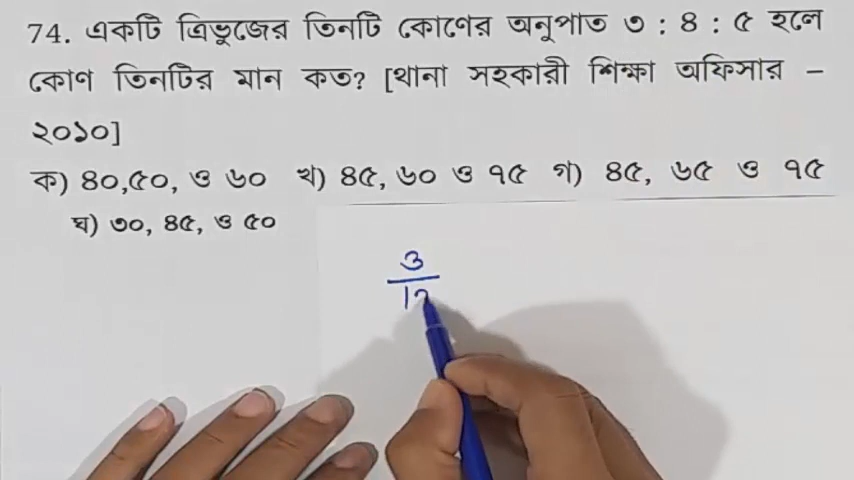 74. একটি ত্রিভুজের তিনটি কোণের অনুপাত ৩ : ৪ : ৫ হলে
কোণ তিনটির মান কত? [থানা সহকারী শিক্ষা অফিসার –
২০১০]
ক) ৪০,৫০, ও ৬০ খ) ৪৫, ৬০ ও ৭৫ গ) ৪৫, ৬৫ ও ৭৫
ঘ) ৩০, ৪৫, ও ৫০
৩
12